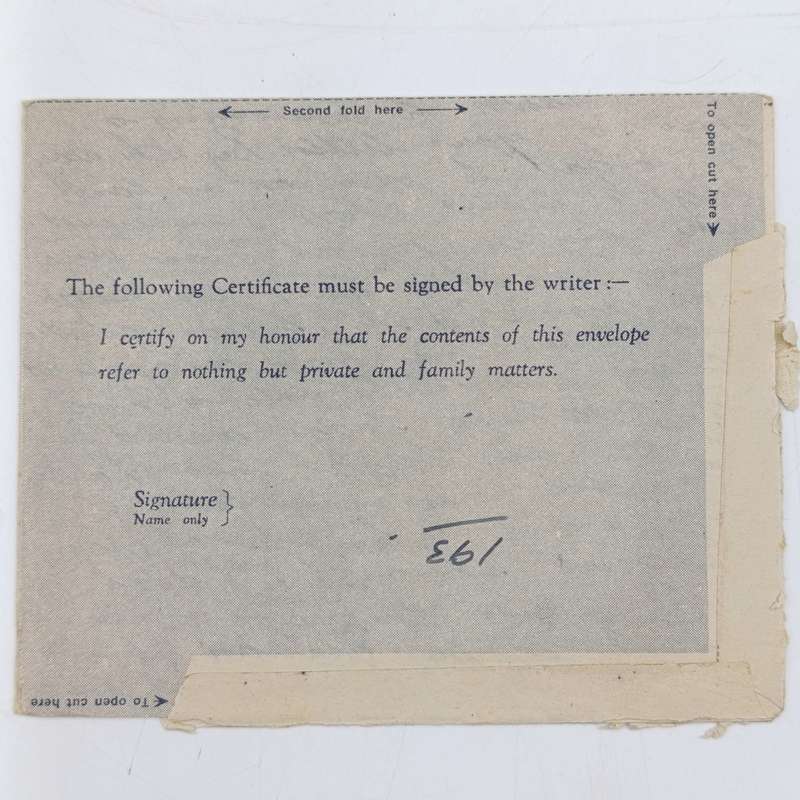 Second fold here
To open cut here
The following Certificate must be signed by the writer :—
I certify on my honour that the contents of this envelope
refer to nothing but private and family matters.
Signature }
Name only
193
To open cut here